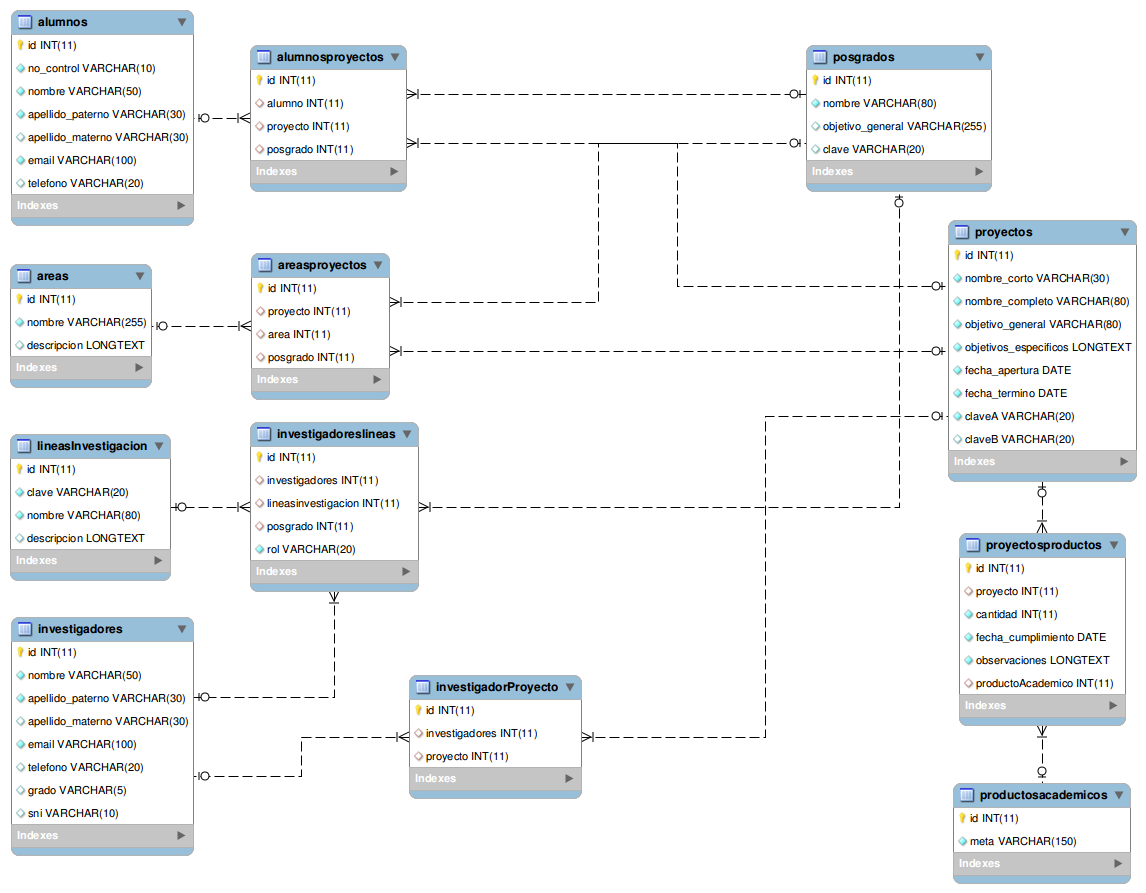 alumnos
id INT(11)
no_control VARCHAR(10)
nombre VARCHAR(50)
apellido_paterno VARCHAR(30)
apellido_materno VARCHAR(30)
email VARCHAR(100)
telefono VARCHAR(20)
Indexes
alumnosproyectos
id INT(11)
alumno INT(11)
proyecto INT(11)
posgrado INT(11)
Indexes
posgrados
id INT(11)
nombre VARCHAR(80)
objetivo_general VARCHAR(255)
clave VARCHAR(20)
Indexes
areas
id INT(11)
nombre VARCHAR(255)
descripcion LONGTEXT
Indexes
areasproyectos
id INT(11)
proyecto INT(11)
area INT(11)
posgrado INT(11)
Indexes
proyectos
id INT(11)
nombre_corto VARCHAR(30)
nombre_completo VARCHAR(80)
objetivo_general VARCHAR(80)
objetivos_especificos LONGTEXT
fecha_apertura DATE
fecha_termino DATE
claveA VARCHAR(20)
claveB VARCHAR(20)
Indexes
lineasInvestigacion
id INT(11)
clave VARCHAR(20)
nombre VARCHAR(80)
descripcion LONGTEXT
Indexes
investigadoreslineas
id INT(11)
investigadores INT(11)
lineasinvestigacion INT(11)
posgrado INT(11)
rol VARCHAR(20)
Indexes
proyectosproductos
id INT(11)
proyecto INT(11)
cantidad INT(11)
fecha_cumplimiento DATE
observaciones LONGTEXT
productoAcademico INT(11)
Indexes
investigadores
id INT(11)
nombre VARCHAR(50)
apellido_paterno VARCHAR(30)
apellido_materno VARCHAR(30)
email VARCHAR(100)
telefono VARCHAR(20)
grado VARCHAR(5)
sni VARCHAR(10)
Indexes
investigadorProyecto
id INT(11)
investigadores INT(11)
proyecto INT(11)
Indexes
productosacademicos
id INT(11)
meta VARCHAR(150)
Indexes